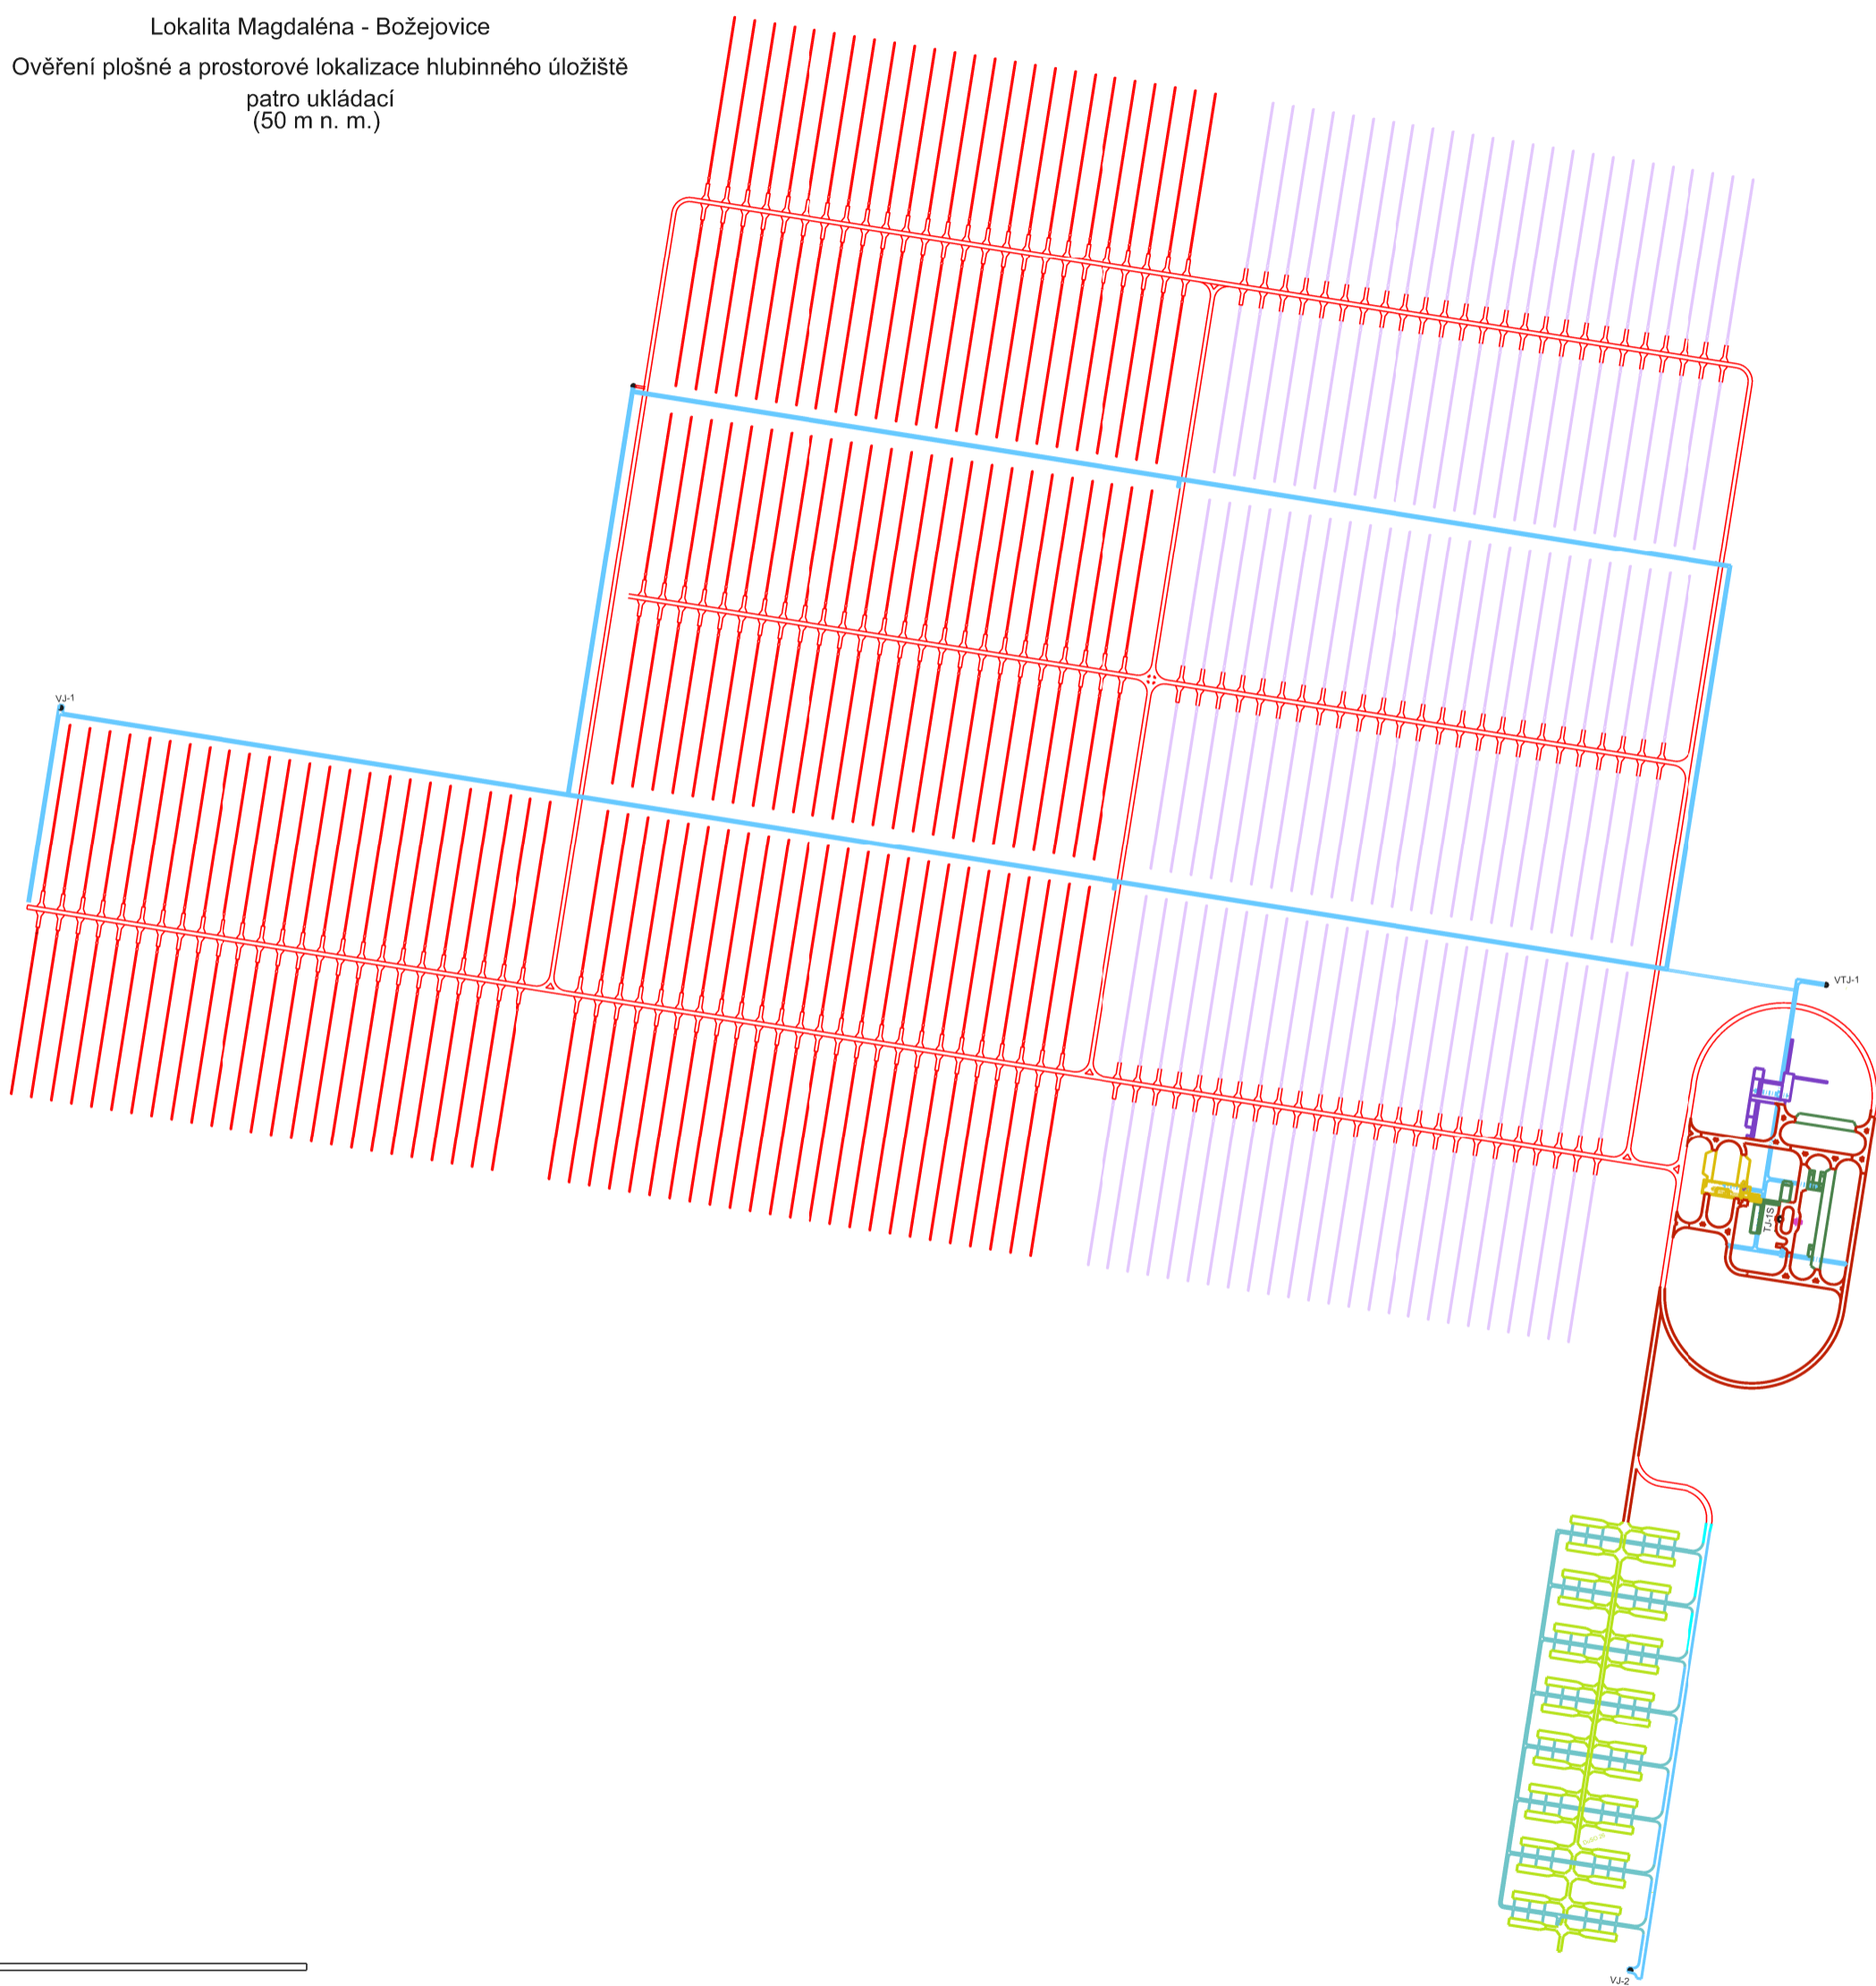 Lokalita Magdaléna - Božejovice
Ověření plošné a prostorové lokalizace hlubinného úložiště
patro ukládací
(50 m n. m.)
VJ-1
VTJ-1
TJ-1S
VJ-2